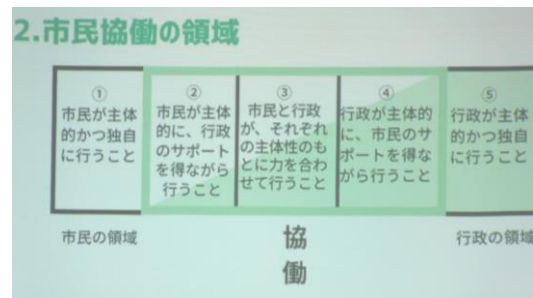 2.市民協働の領域
①
市民が主体
的かつ独自
に行うこと
②
市民が主体
的に、行政
のサポート
を得ながら
行うこと
③
市民と行政
が、それぞれ
の主体性のも
とに力を合わ
せて行うこと
④
行政が主体的
に、市民のサ
ポートを得な
がら行うこと
⑤
行政が主体
的かつ独自
に行うこと
市民の領域
協
働
行政の領域